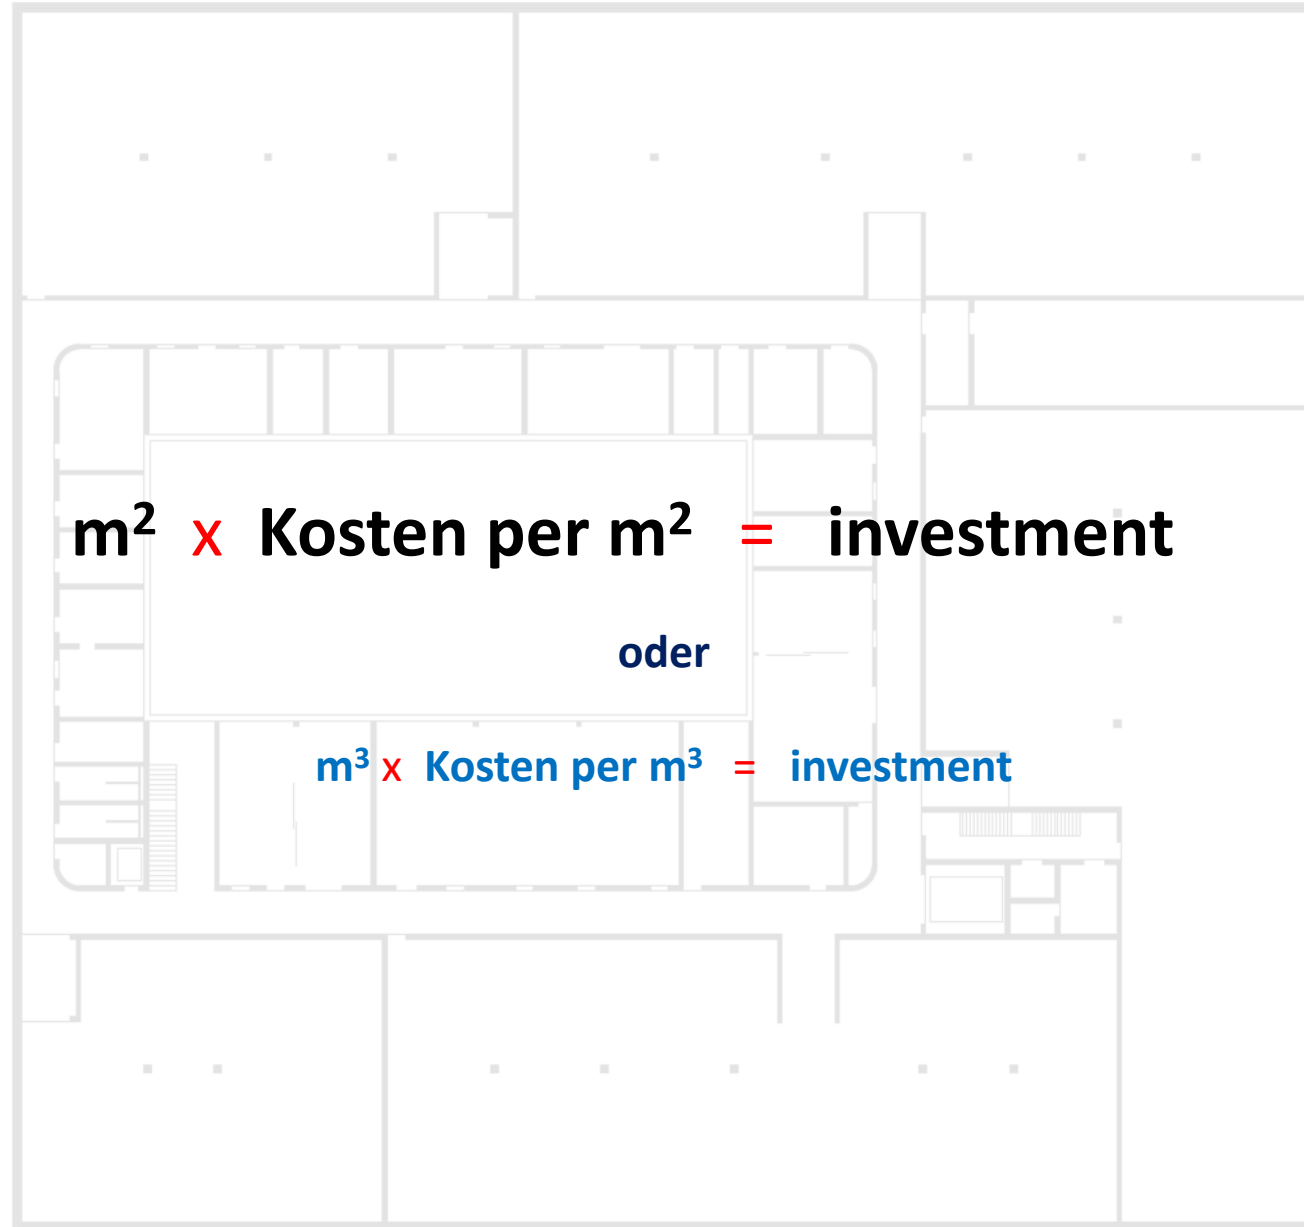 m² x Kosten per m² = investment
oder
m³ x Kosten per m³ = investment